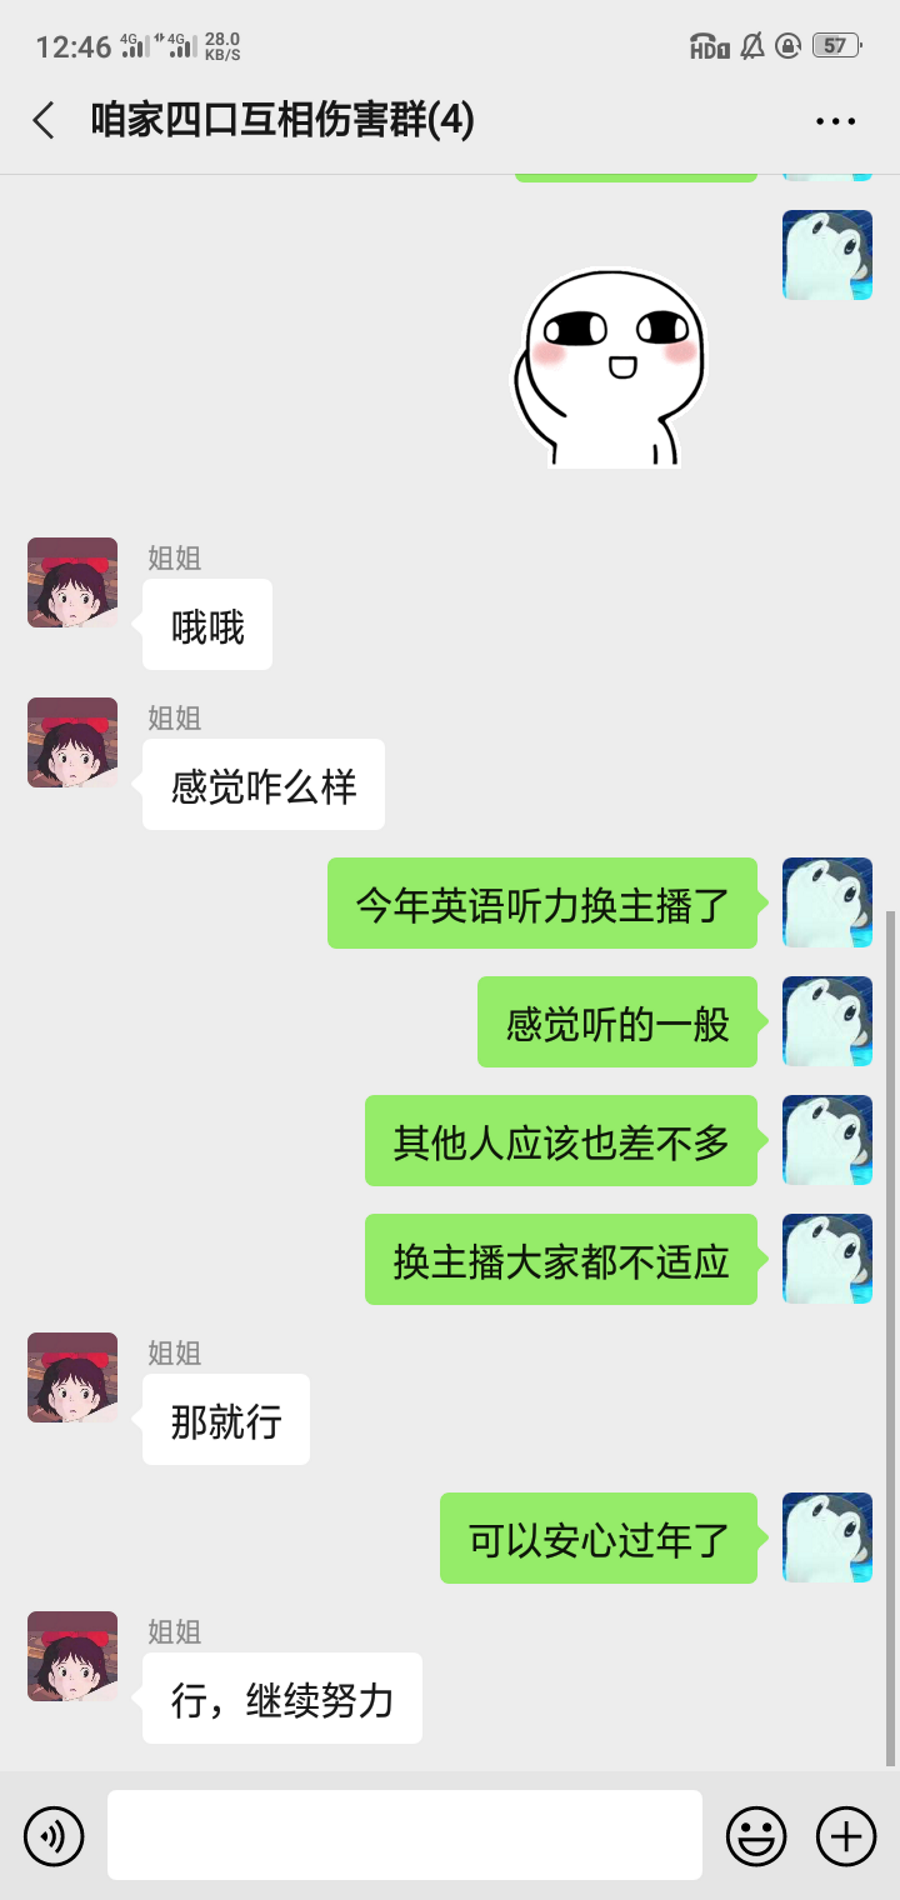 12:46 4G 4G 28.0 KB/S HD1 57
咱家四口互相伤害群(4)
姐姐
哦哦
姐姐
感觉咋么样
今年英语听力换主播了
感觉听的一般
其他人应该也差不多
换主播大家都不适应
姐姐
那就行
可以安心过年了
姐姐
行，继续努力